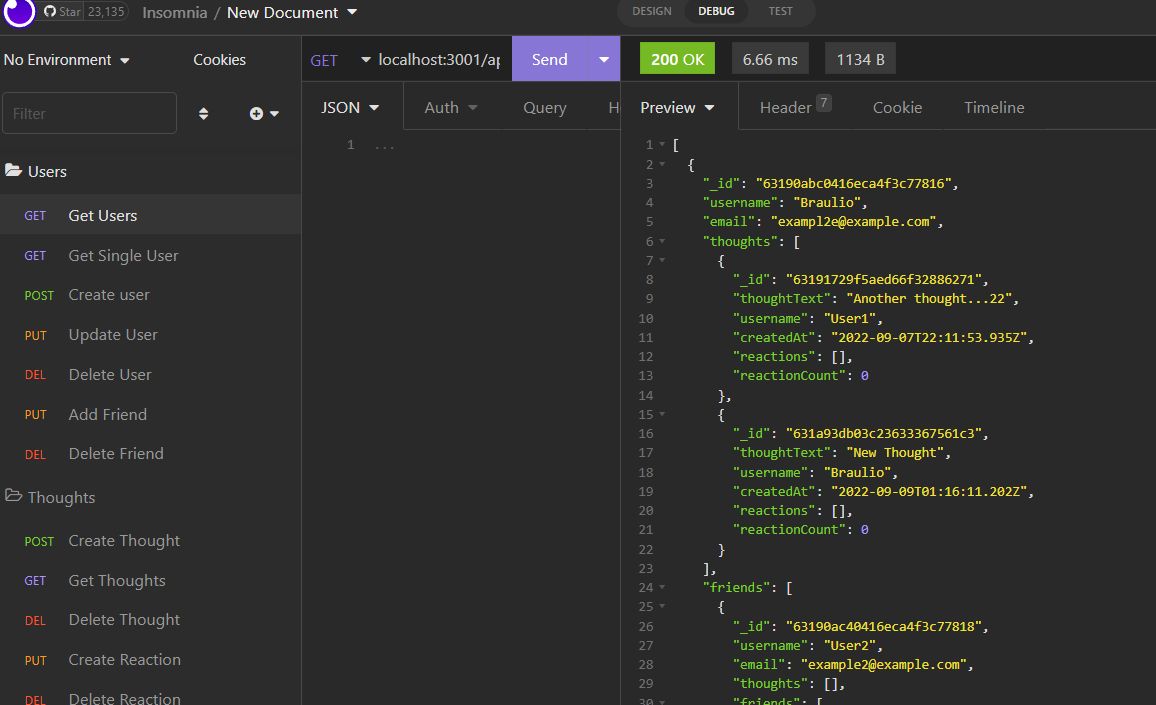 Star 23,135 Insomnia / New Document DESIGN DEBUG TEST
No Environment Cookies GET localhost:3001/ap Send 200 OK 6.66 ms 1134 B
Filter JSON Auth Query H Preview Header 7 Cookie Timeline
Users
GET Get Users
GET Get Single User
POST Create user
PUT Update User
DEL Delete User
PUT Add Friend
DEL Delete Friend
Thoughts
POST Create Thought
GET Get Thoughts
DEL Delete Thought
PUT Create Reaction
DEL Delete Reaction
1 ...
1 [
2 {
3 "_id": "63190abc0416eca4f3c77816",
4 "username": "Braulio",
5 "email": "exampl2e@example.com",
6 "thoughts": [
7 {
8 "_id": "63191729f5aed66f32886271",
9 "thoughtText": "Another thought...22",
10 "username": "User1",
11 "createdAt": "2022-09-07T22:11:53.935Z",
12 "reactions": [],
13 "reactionCount": 0
14 },
15 {
16 "_id": "631a93db03c23633367561c3",
17 "thoughtText": "New Thought",
18 "username": "Braulio",
19 "createdAt": "2022-09-09T01:16:11.202Z",
20 "reactions": [],
21 "reactionCount": 0
22 }
23 ],
24 "friends": [
25 {
26 "_id": "63190ac40416eca4f3c77818",
27 "username": "User2",
28 "email": "example2@example.com",
29 "thoughts": [],
30 "friends": [